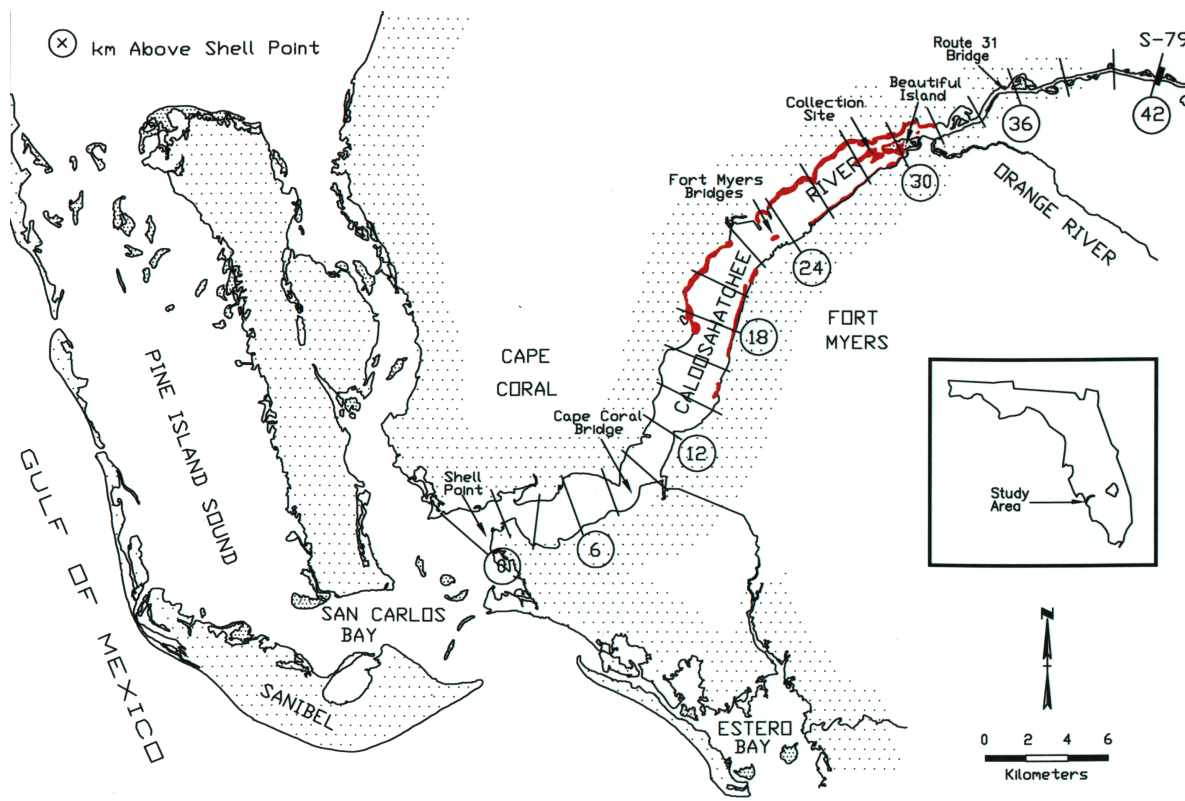 x km Above Shell Point
S-79
Route 31
Bridge
Beautiful
Island
Collection
Site
42
36
30
Fort Myers
Bridges
RIVER
ORANGE RIVER
24
CALOOSAHATCHEE
18
FORT
MYERS
CAPE
CORAL
PINE ISLAND SOUND
Cape Coral
Bridge
12
Shell
Point
6
0
GULF OF MEXICO
SAN CARLOS
BAY
SANIBEL
ESTERO
BAY
Study
Area
N
0 2 4 6
Kilometers